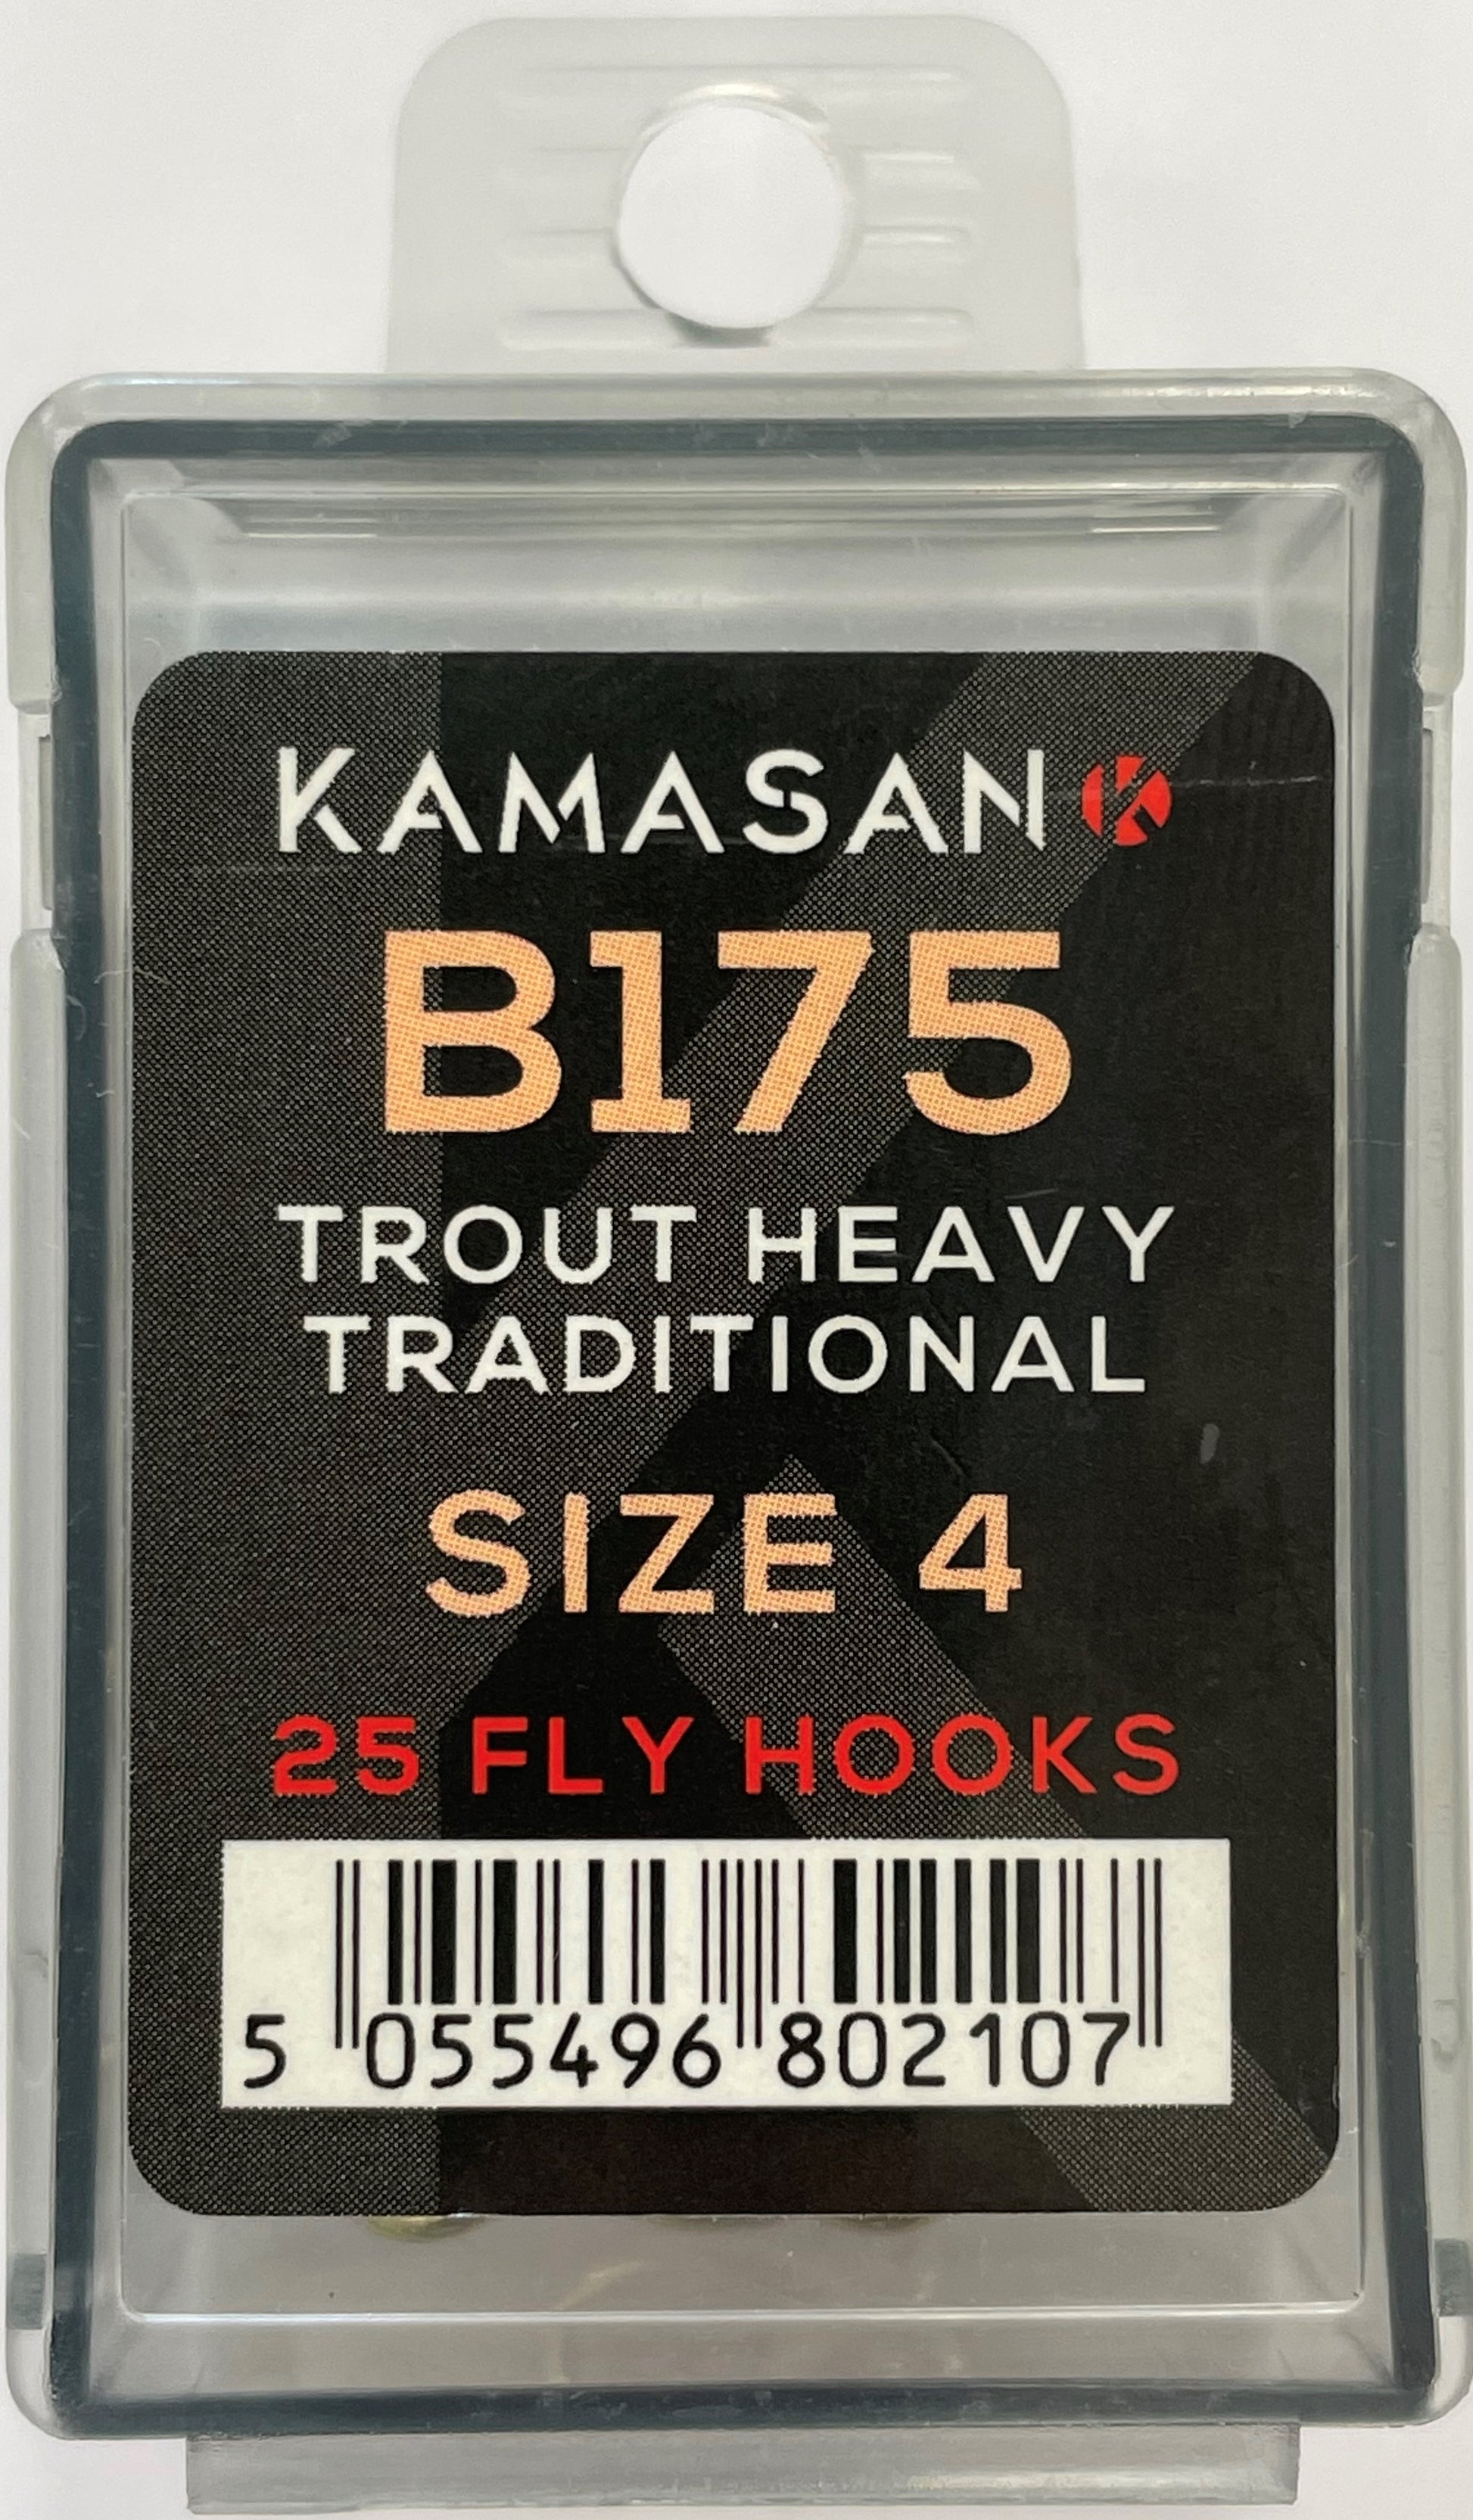 KAMASAN
B175
TROUT HEAVY
TRADITIONAL
SIZE 4
25 FLY HOOKS
5 055496 802107